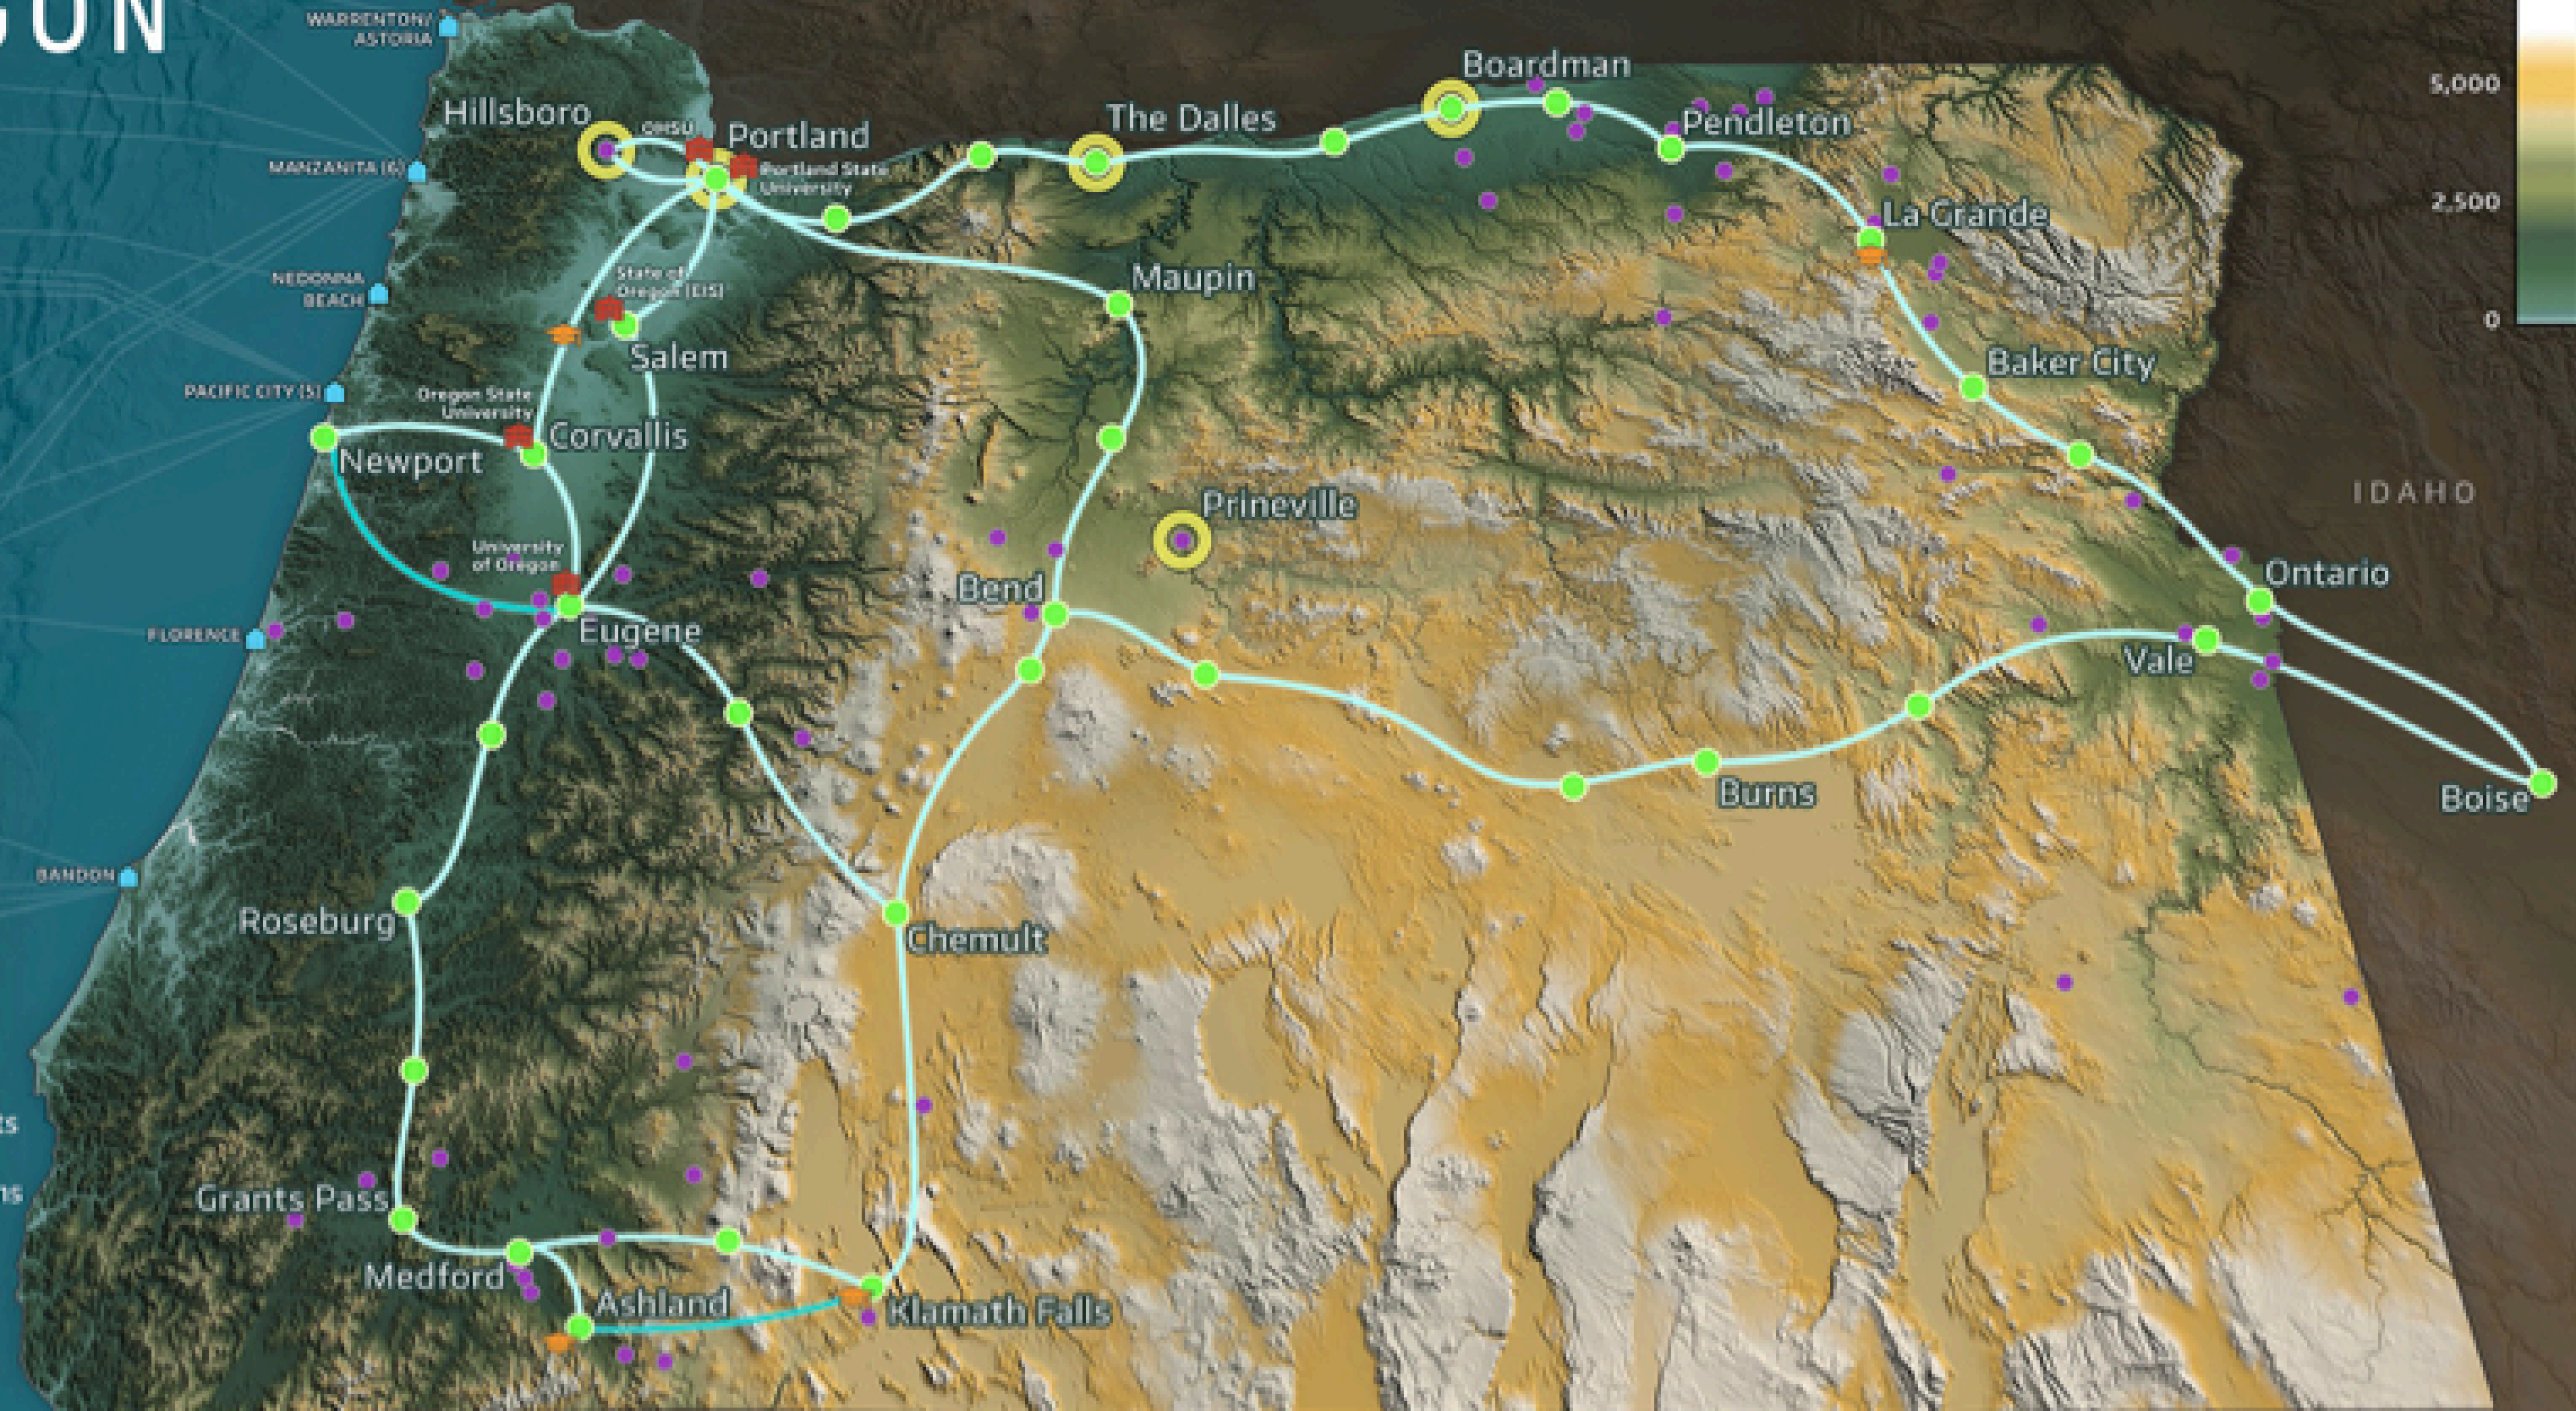 GON
WARRENTON/
ASTORIA
Boardman
5,000
Hillsboro
OHSU
Portland
The Dalles
Pendleton
MANZANITA (6)
Portland State
University
2,500
La Grande
NEDONNA
BEACH
State of
Oregon (EIS)
Maupin
0
Salem
Baker City
PACIFIC CITY (5)
Oregon State
University
Corvallis
Newport
IDAHO
Prineville
University
of Oregon
Bend
Ontario
FLORENCE
Eugene
Vale
Burns
Boise
BANDON
Roseburg
Chemult
ts
ns
Grants Pass
Medford
Ashland
Klamath Falls